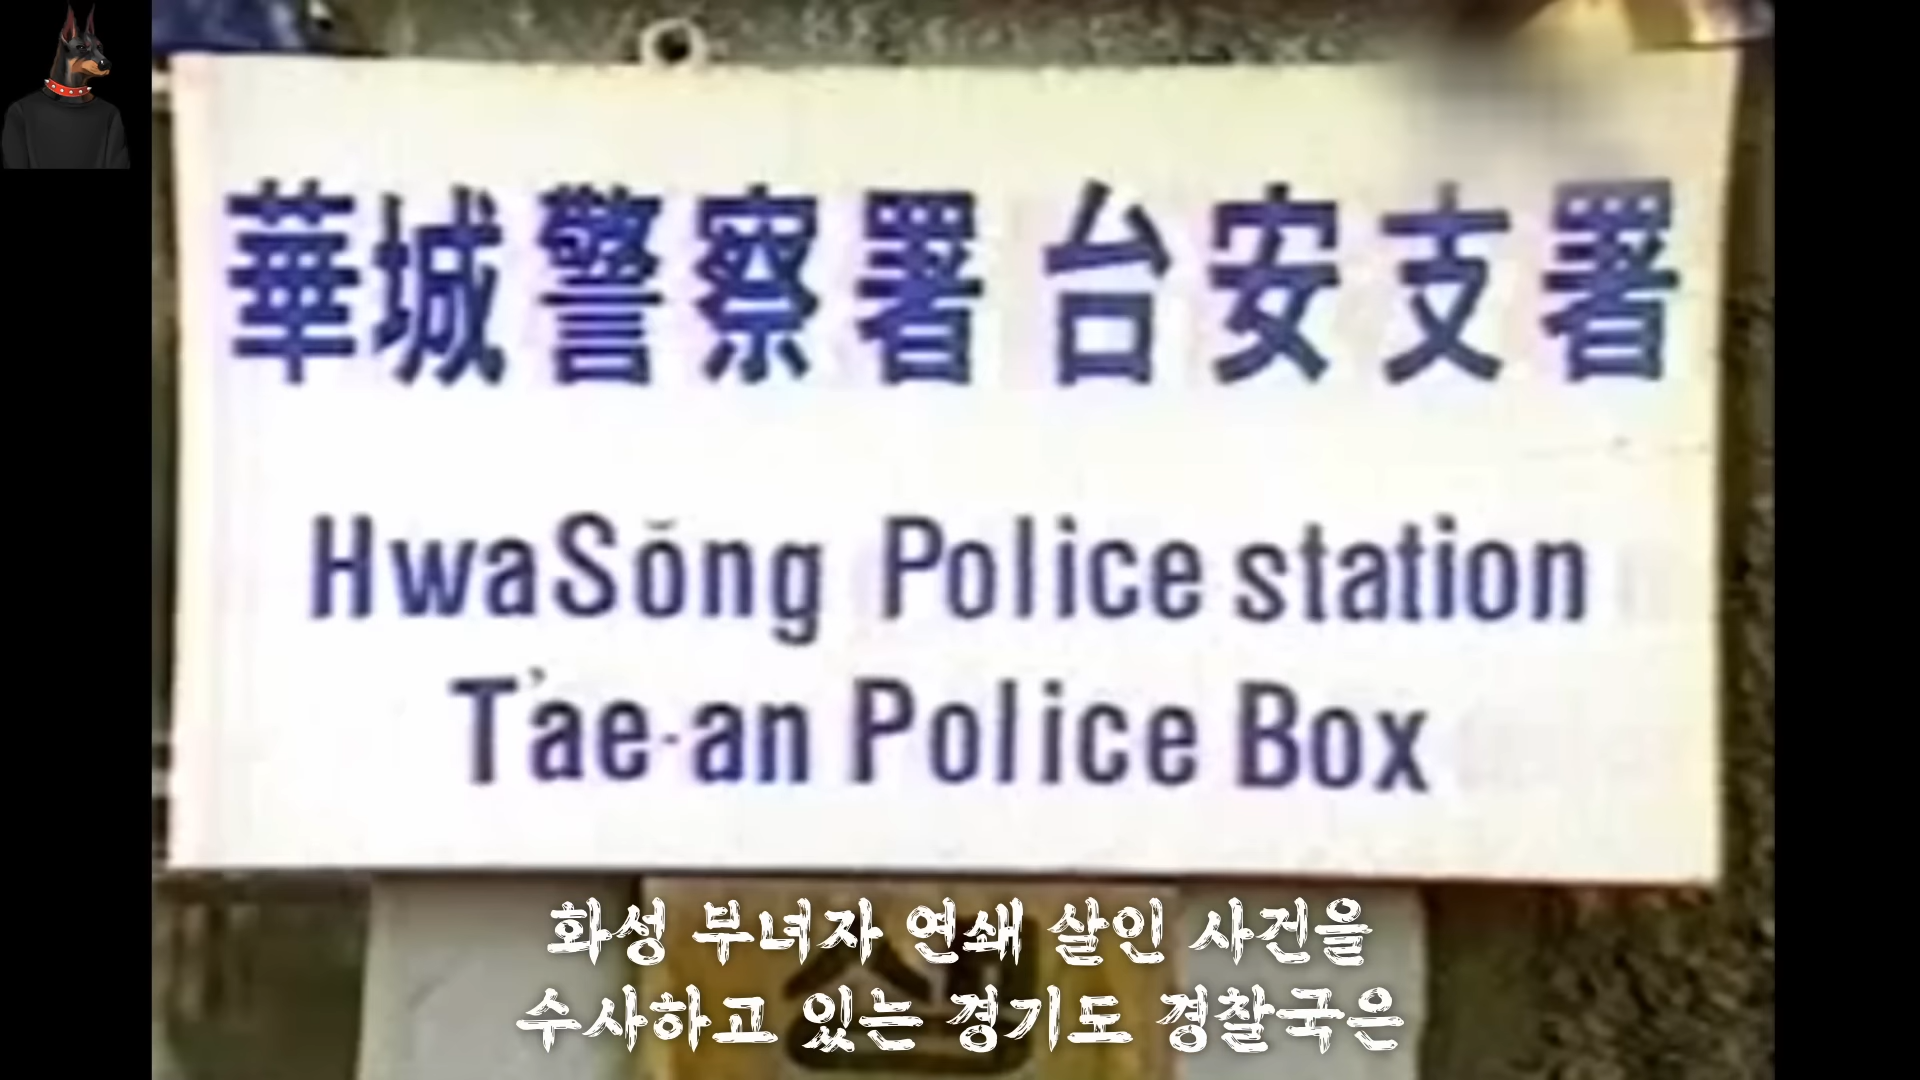 華城警察署 台安支署
HwaSŏng Police station
T'ae-an Police Box
화성 부녀자 연쇄 살인 사건을
수사하고 있는 경기도 경찰국은